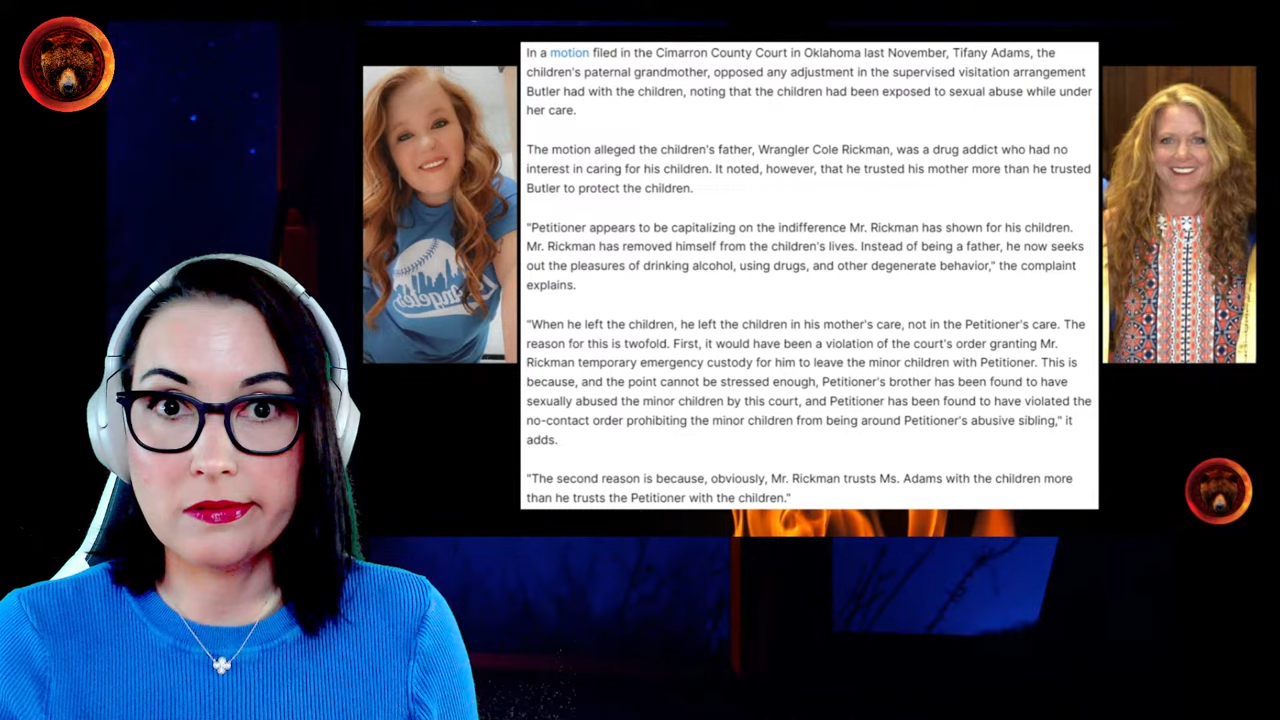 In a motion filed in the Cimarron County Court in Oklahoma last November, Tifany Adams, the
children's paternal grandmother, opposed any adjustment in the supervised visitation arrangement
Butler had with the children, noting that the children had been exposed to sexual abuse while under
her care.
The motion alleged the children's father, Wrangler Cole Rickman, was a drug addict who had no
interest in caring for his children. It noted, however, that he trusted his mother more than he trusted
Butler to protect the children.
"Petitioner appears to be capitalizing on the indifference Mr. Rickman has shown for his children.
Mr. Rickman has removed himself from the children's lives. Instead of being a father, he now seeks
out the pleasures of drinking alcohol, using drugs, and other degenerate behavior," the complaint
explains.
"When he left the children, he left the children in his mother's care, not in the Petitioner's care. The
reason for this is twofold. First, it would have been a violation of the court's order granting Mr.
Rickman temporary emergency custody for him to leave the minor children with Petitioner. This is
because, and the point cannot be stressed enough, Petitioner's brother has been found to have
sexually abused the minor children by this court, and Petitioner has been found to have violated the
no-contact order prohibiting the minor children from being around Petitioner's abusive sibling," it
adds.
"The second reason is because, obviously, Mr. Rickman trusts Ms. Adams with the children more
than he trusts the Petitioner with the children."